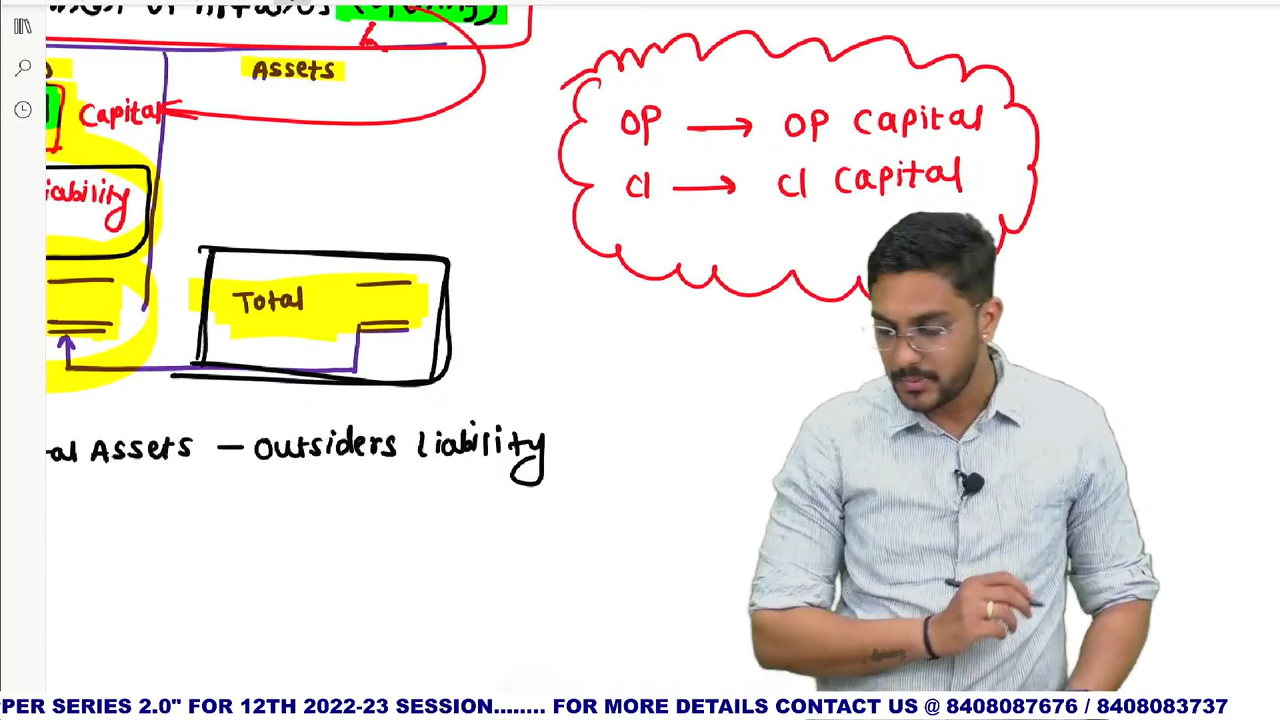 Assets
Capital
iability
Total
al Assets — Outsiders Liability
OP → OP Capital
Cl → Cl Capital
PER SERIES 2.0" FOR 12TH 2022-23 SESSION........ FOR MORE DETAILS CONTACT US @ 8408087676 / 8408083737